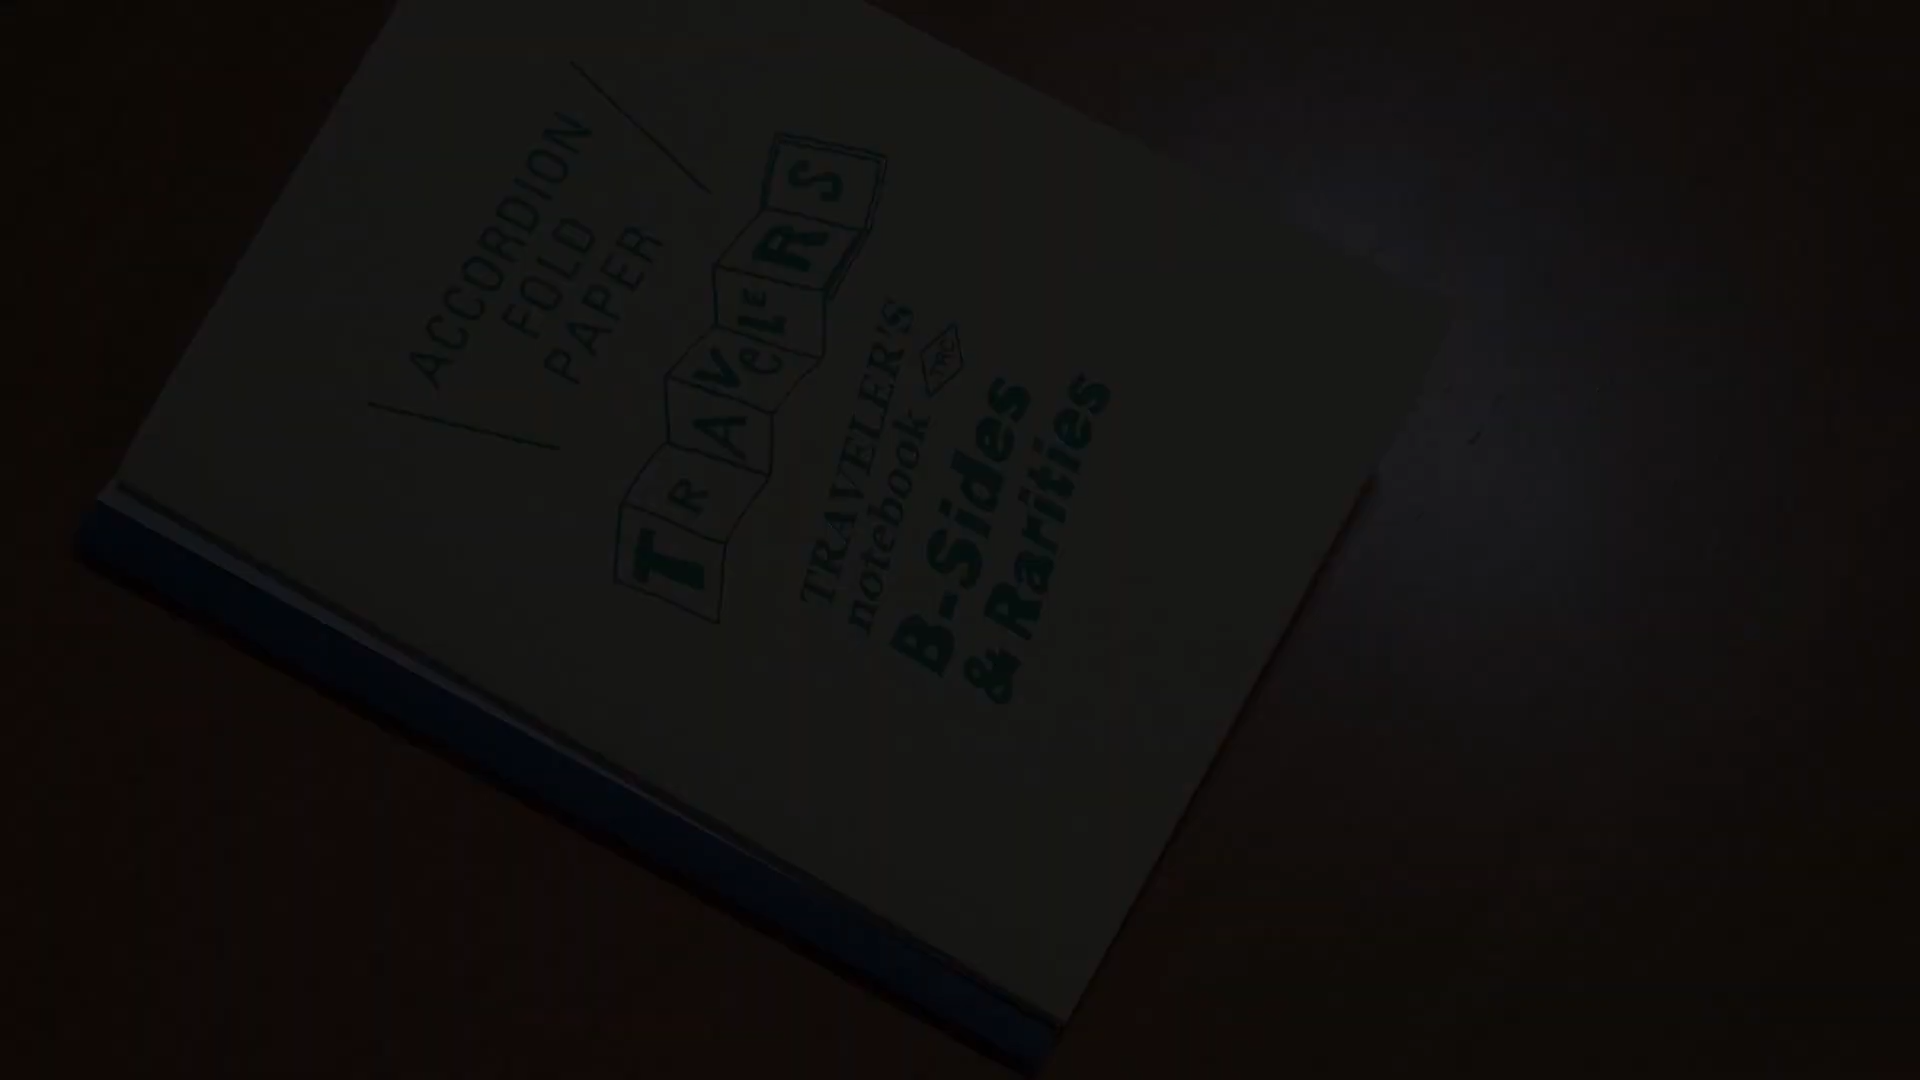 ACCORDION
FOLD
PAPER
TRAVELERS
TRAVELER'S
notebook
TRC
B-Sides
& Rarities